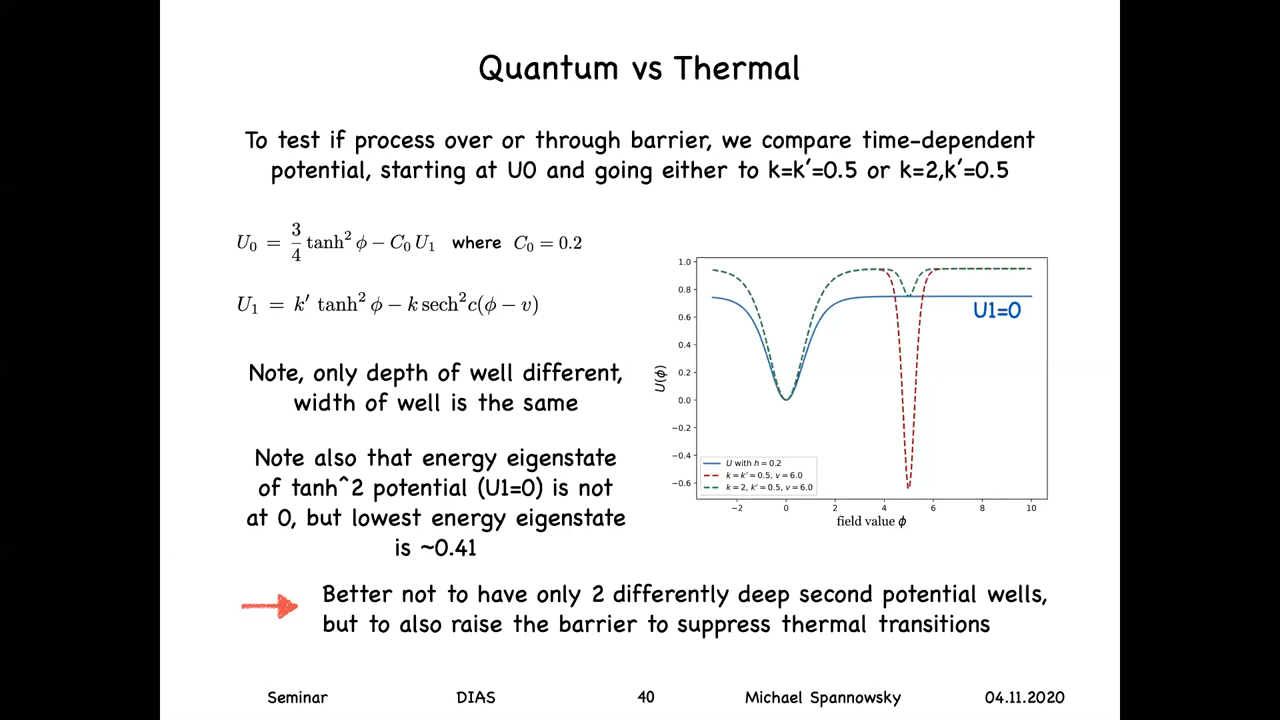 Quantum vs Thermal
To test if process over or through barrier, we compare time-dependent
potential, starting at U0 and going either to k=k′=0.5 or k=2,k′=0.5
U₀ = 3/4 tanh² ϕ − C₀ U₁ where C₀ = 0.2
U₁ = k′ tanh² ϕ − k sech² c(ϕ − v)
Note, only depth of well different,
width of well is the same
Note also that energy eigenstate
of tanh^2 potential (U1=0) is not
at 0, but lowest energy eigenstate
is ~0.41
1.0
0.8
0.6
0.4
0.2
0.0
−0.2
−0.4
−0.6
U(ϕ)
U1=0
U with h = 0.2
k = k′ = 0.5, v = 6.0
k = 2, k′ = 0.5, v = 6.0
−2 0 2 4 6 8 10
field value ϕ
Better not to have only 2 differently deep second potential wells,
but to also raise the barrier to suppress thermal transitions
Seminar DIAS 40 Michael Spannowsky 04.11.2020